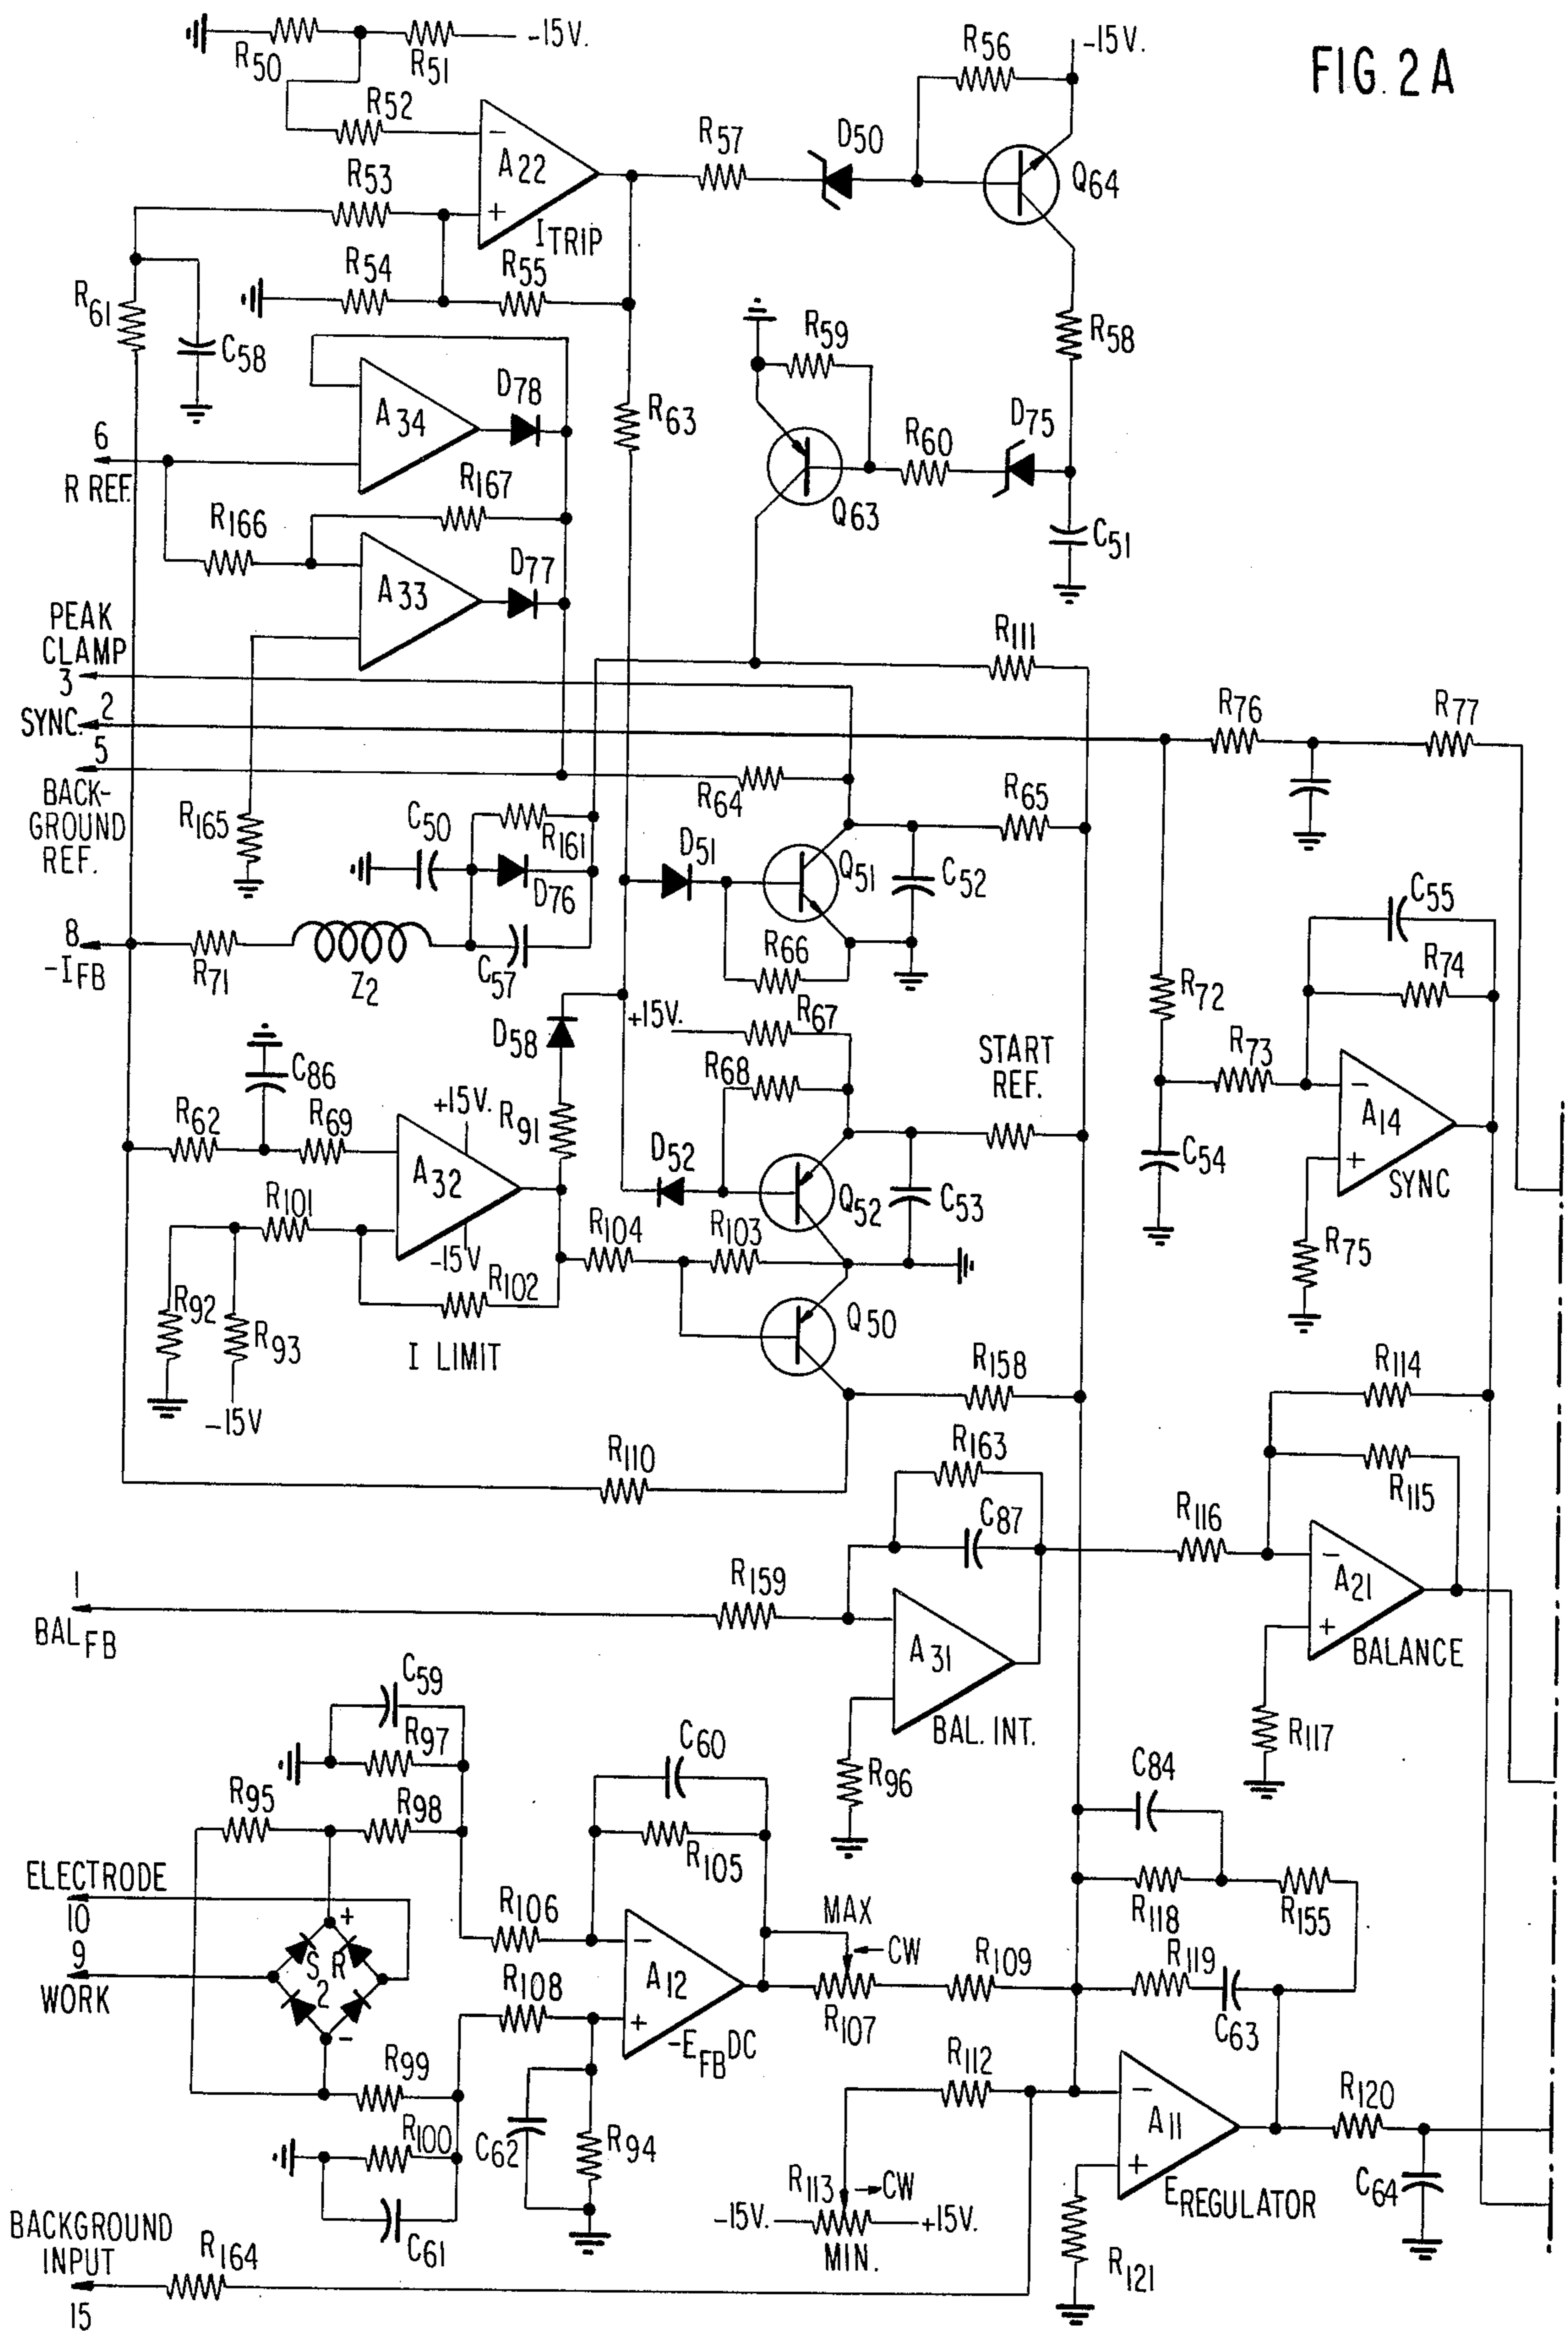 FIG. 2A
R50
R51
-15V.
R56
-15V.
R52
A22
-
+
ITRIP
R57
D50
Q64
R53
R54
R55
R61
C58
R59
R58
D78
A34
R63
D75
R60
6
R REF.
R167
Q63
C51
R166
A33
D77
PEAK
CLAMP
3
R111
SYNC. 2
R76
R77
5
BACK-
GROUND
REF.
R64
R65
R165
C50
R161
D76
D51
Q51
C52
C55
R74
8
-IFB
R71
Z2
C57
R66
R72
D58
+15V.
R67
START
REF.
R73
C86
R68
-
A14
+
SYNC
R62
R69
+15V.
R91
A32
D52
C54
R101
-15V
R104
R103
Q52
C53
R75
R102
R92
R93
-15V
I LIMIT
Q50
R158
R114
R110
R163
R115
C87
R116
-
A21
+
BALANCE
1
BALFB
R159
A31
BAL. INT.
R117
C59
R97
C60
R96
C84
R95
R98
R105
ELECTRODE
10
R106
MAX
CW
R118
R155
9
WORK
+
S R
2
-
R108
-
A12
+
-EFBDC
R107
R109
R119
C63
R99
R112
-
A11
+
EREGULATOR
R120
R100
C62
R94
R113
CW
-15V.
+15V.
MIN.
C64
C61
BACKGROUND
INPUT
R164
15
R121